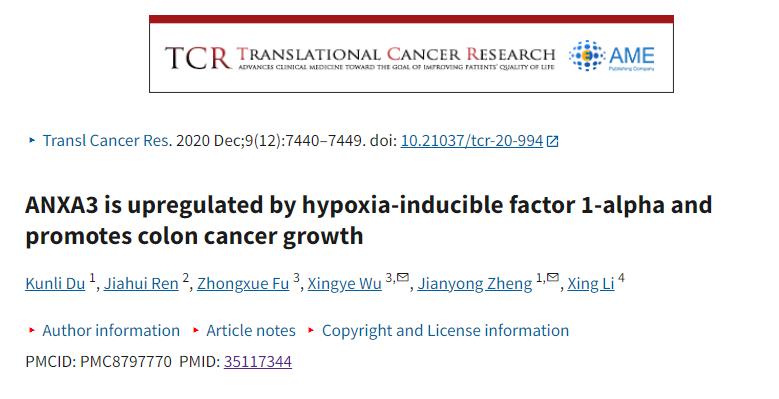 TCR TRANSLATIONAL CANCER RESEARCH
ADVANCES CLINICAL MEDICINE TOWARD THE GOAL OF IMPROVING PATIENTS' QUALITY OF LIFE
AME
Publishing Company
Transl Cancer Res. 2020 Dec;9(12):7440–7449. doi: 10.21037/tcr-20-994
ANXA3 is upregulated by hypoxia-inducible factor 1-alpha and
promotes colon cancer growth
Kunli Du 1, Jiahui Ren 2, Zhongxue Fu 3, Xingye Wu 3,✉, Jianyong Zheng 1,✉, Xing Li 4
Author information Article notes Copyright and License information
PMCID: PMC8797770 PMID: 35117344